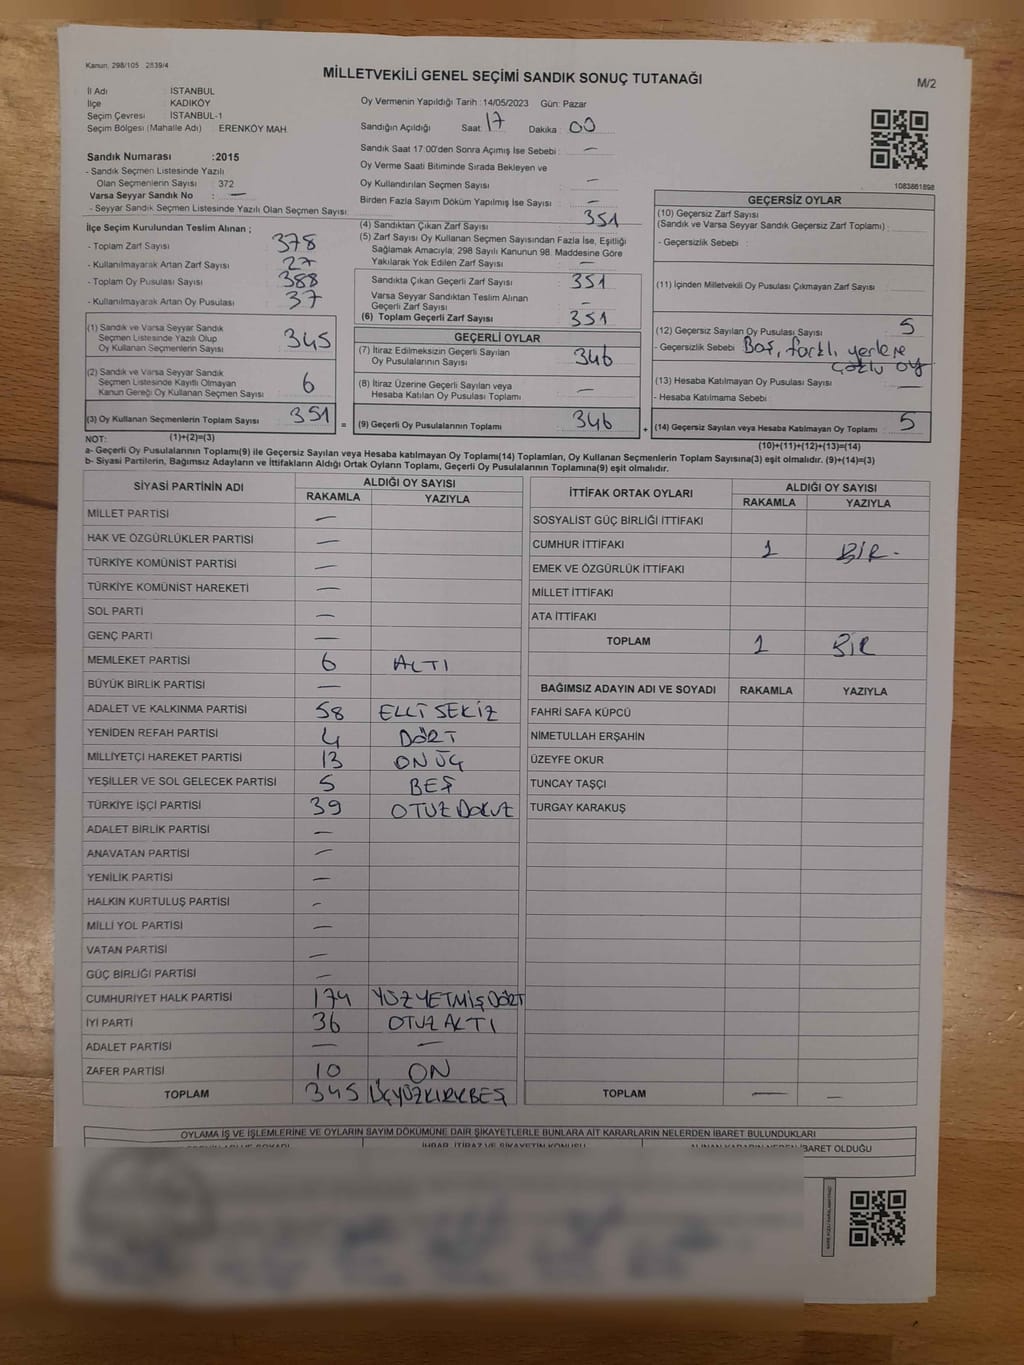 Kanun, 298/105 2839/4
MİLLETVEKİLİ GENEL SEÇİMİ SANDIK SONUÇ TUTANAĞI
M/2
İl Adı : İSTANBUL
İlçe : KADIKÖY
Seçim Çevresi : İSTANBUL-1
Seçim Bölgesi (Mahalle Adı) : ERENKÖY MAH.
Sandık Numarası :2015
- Sandık Seçmen Listesinde Yazılı
Olan Seçmenlerin Sayısı : 372
Varsa Seyyar Sandık No : —
- Seyyar Sandık Seçmen Listesinde Yazılı Olan Seçmen Sayısı:
İlçe Seçim Kurulundan Teslim Alınan ;
- Toplam Zarf Sayısı 378
- Kullanılmayarak Artan Zarf Sayısı 27
- Toplam Oy Pusulası Sayısı 388
- Kullanılmayarak Artan Oy Pusulası 37
(1) Sandık ve Varsa Seyyar Sandık
Seçmen Listesinde Yazılı Olup
Oy Kullanan Seçmenlerin Sayısı 345
(2) Sandık ve Varsa Seyyar Sandık
Seçmen Listesinde Kayıtlı Olmayan
Kanun Gereği Oy Kullanan Seçmen Sayısı 6
(3) Oy Kullanan Seçmenlerin Toplam Sayısı 351
Oy Vermenin Yapıldığı Tarih :14/05/2023 Gün: Pazar
Sandığın Açıldığı Saat: 17 Dakika : 00
Sandık Saat 17:00'den Sonra Açımış İse Sebebi : —
Oy Verme Saati Bitiminde Sırada Bekleyen ve
Oy Kullandırılan Seçmen Sayısı : —
Birden Fazla Sayım Döküm Yapılmış İse Sayısı : —
(4) Sandıktan Çıkan Zarf Sayısı : 351
(5) Zarf Sayısı Oy Kullanan Seçmen Sayısından Fazla İse, Eşitliği
Sağlamak Amacıyla; 298 Sayılı Kanunun 98. Maddesine Göre
Yakılarak Yok Edilen Zarf Sayısı : —
Sandıkta Çıkan Geçerli Zarf Sayısı : 351
Varsa Seyyar Sandıktan Teslim Alınan
Geçerli Zarf Sayısı : —
(6) Toplam Geçerli Zarf Sayısı : 351
GEÇERLİ OYLAR
(7) İtiraz Edilmeksizin Geçerli Sayılan
Oy Pusulalarının Sayısı : 346
(8) İtiraz Üzerine Geçerli Sayılan veya
Hesaba Katılan Oy Pusulası Toplamı : —
= (9) Geçerli Oy Pusulalarının Toplamı 346 +
1083861898
GEÇERSİZ OYLAR
(10) Geçersiz Zarf Sayısı
(Sandık ve Varsa Seyyar Sandık Geçersiz Zarf Toplamı) :
- Geçersizlik Sebebi :
(11) İçinden Milletvekili Oy Pusulası Çıkmayan Zarf Sayısı :
(12) Geçersiz Sayılan Oy Pusulası Sayısı : 5
- Geçersizlik Sebebi : Boş, farklı yerlere
çoklu oy
(13) Hesaba Katılmayan Oy Pusulası Sayısı : —
- Hesaba Katılmama Sebebi :
(14) Geçersiz Sayılan veya Hesaba Katılmayan Oy Toplamı 5
NOT: (1)+(2)=(3)
(10)+(11)+(12)+(13)=(14)
a- Geçerli Oy Pusulalarının Toplamı(9) ile Geçersiz Sayılan veya Hesaba katılmayan Oy Toplamı(14) Toplamları, Oy Kullanan Seçmenlerin Toplam Sayısına(3) eşit olmalıdır. (9)+(14)=(3)
b- Siyasi Partilerin, Bağımsız Adayların ve İttifakların Aldığı Ortak Oyların Toplamı, Geçerli Oy Pusulalarının Toplamına(9) eşit olmalıdır.
SİYASİ PARTİNİN ADI ALDIĞI OY SAYISI
RAKAMLA YAZIYLA
MİLLET PARTİSİ —
HAK VE ÖZGÜRLÜKLER PARTİSİ —
TÜRKİYE KOMÜNİST PARTİSİ —
TÜRKİYE KOMÜNİST HAREKETİ —
SOL PARTİ —
GENÇ PARTİ —
MEMLEKET PARTİSİ 6 ALTI
BÜYÜK BİRLİK PARTİSİ —
ADALET VE KALKINMA PARTİSİ 58 ELLİ SEKİZ
YENİDEN REFAH PARTİSİ 4 DÖRT
MİLLİYETÇİ HAREKET PARTİSİ 13 ON ÜÇ
YEŞİLLER VE SOL GELECEK PARTİSİ 5 BEŞ
TÜRKİYE İŞÇİ PARTİSİ 39 OTUZ DOKUZ
ADALET BİRLİK PARTİSİ —
ANAVATAN PARTİSİ —
YENİLİK PARTİSİ —
HALKIN KURTULUŞ PARTİSİ —
MİLLİ YOL PARTİSİ —
VATAN PARTİSİ —
GÜÇ BİRLİĞİ PARTİSİ —
CUMHURİYET HALK PARTİSİ 174 YÜZ YETMİŞ DÖRT
İYİ PARTİ 36 OTUZ ALTI
ADALET PARTİSİ — —
ZAFER PARTİSİ 10 ON
TOPLAM 345 ÜÇYÜZKIRKBEŞ
İTTİFAK ORTAK OYLARI ALDIĞI OY SAYISI
RAKAMLA YAZIYLA
SOSYALİST GÜÇ BİRLİĞİ İTTİFAKI
CUMHUR İTTİFAKI 1 BİR -
EMEK VE ÖZGÜRLÜK İTTİFAKI
MİLLET İTTİFAKI
ATA İTTİFAKI
TOPLAM 1 BİR
BAĞIMSIZ ADAYIN ADI VE SOYADI RAKAMLA YAZIYLA
FAHRİ SAFA KÜPCÜ
NİMETULLAH ERŞAHİN
ÜZEYFE OKUR
TUNCAY TAŞÇI
TURGAY KARAKUŞ
TOPLAM — —
OYLAMA İŞ VE İŞLEMLERİNE VE OYLARIN SAYIM DÖKÜMÜNE DAİR ŞİKAYETLERLE BUNLARA AİT KARARLARIN NELERDEN İBARET BULUNDUKLARI
İHBAR, İTİRAZ VE ŞİKAYETİN KONUSU ALINAN KARARIN NEDEN İBARET OLDUĞU